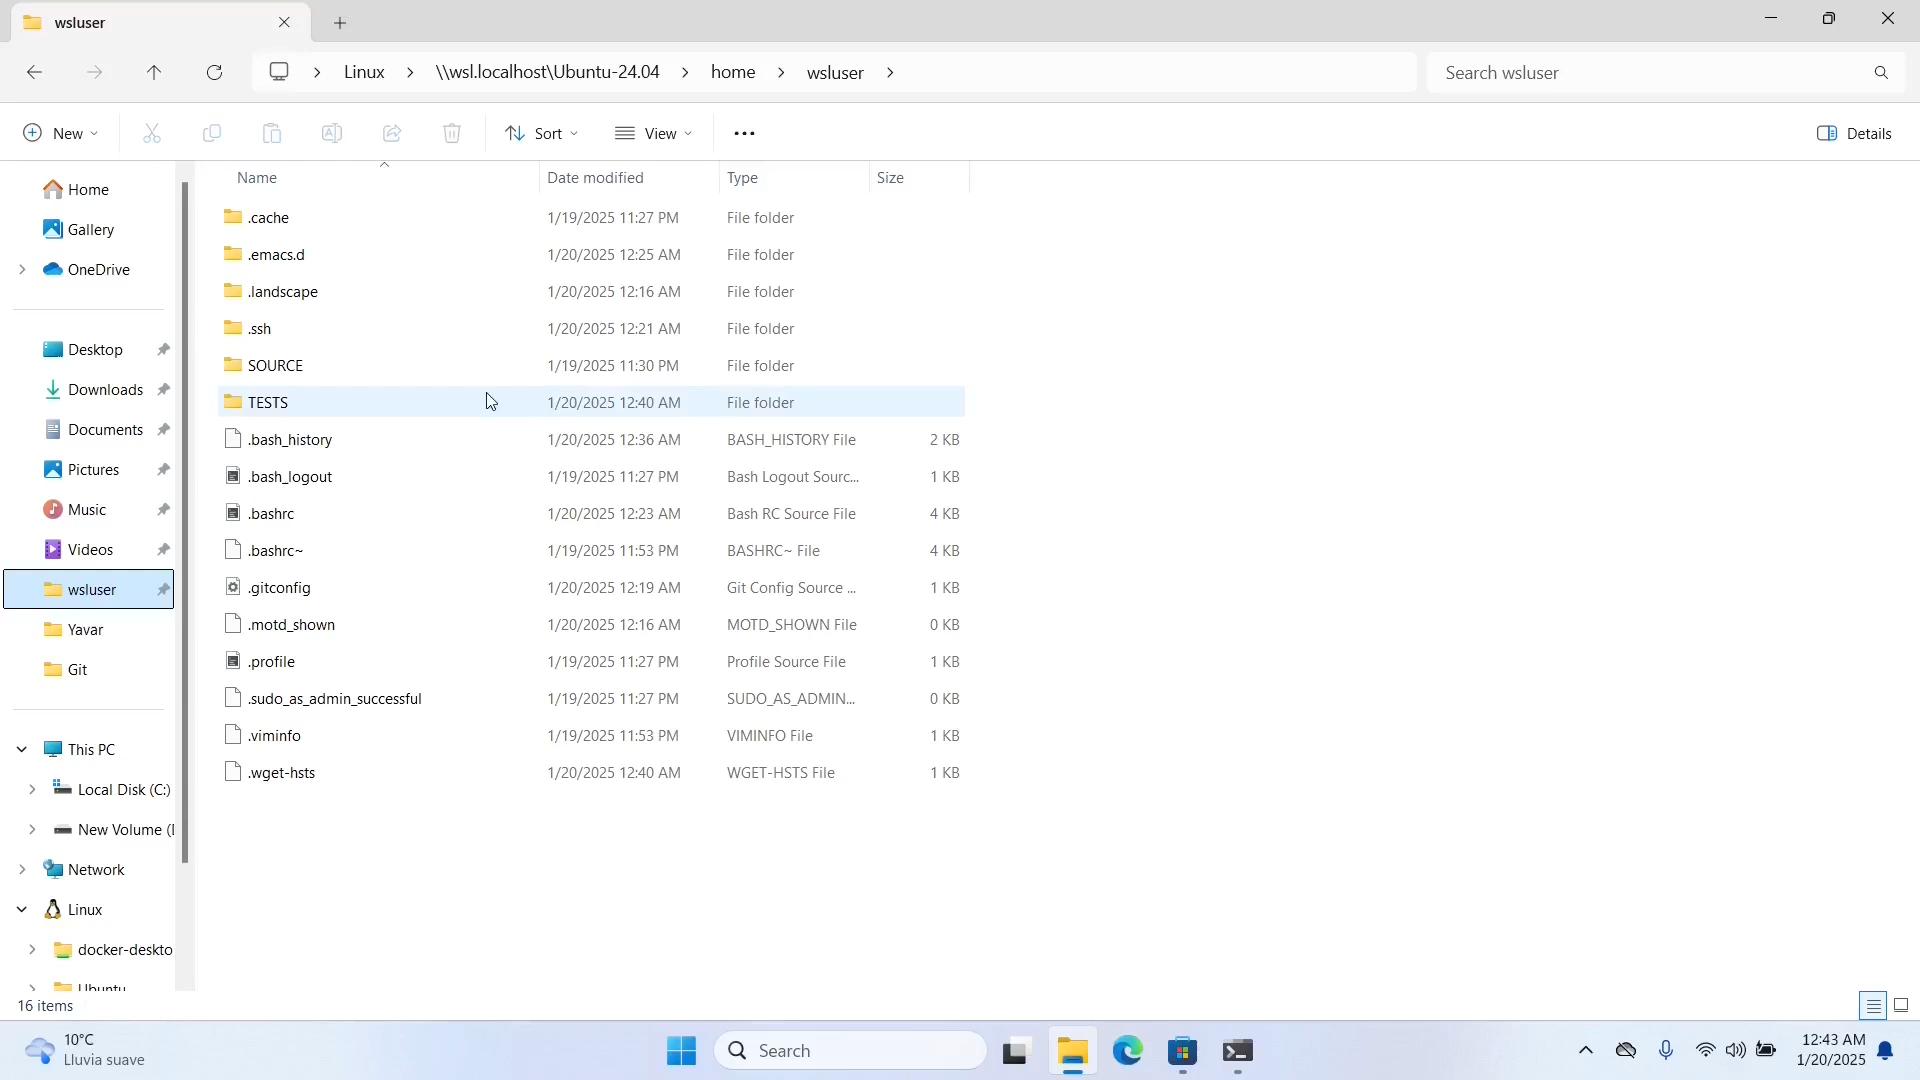 wsluser
Linux > \\wsl.localhost\Ubuntu-24.04 > home > wsluser >
Search wsluser
New
Sort
View
Details
Name Date modified Type Size
.cache 1/19/2025 11:27 PM File folder
.emacs.d 1/20/2025 12:25 AM File folder
.landscape 1/20/2025 12:16 AM File folder
.ssh 1/20/2025 12:21 AM File folder
SOURCE 1/19/2025 11:30 PM File folder
TESTS 1/20/2025 12:40 AM File folder
.bash_history 1/20/2025 12:36 AM BASH_HISTORY File 2 KB
.bash_logout 1/19/2025 11:27 PM Bash Logout Sourc... 1 KB
.bashrc 1/20/2025 12:23 AM Bash RC Source File 4 KB
.bashrc~ 1/19/2025 11:53 PM BASHRC~ File 4 KB
.gitconfig 1/20/2025 12:19 AM Git Config Source ... 1 KB
.motd_shown 1/20/2025 12:16 AM MOTD_SHOWN File 0 KB
.profile 1/19/2025 11:27 PM Profile Source File 1 KB
.sudo_as_admin_successful 1/19/2025 11:27 PM SUDO_AS_ADMIN... 0 KB
.viminfo 1/19/2025 11:53 PM VIMINFO File 1 KB
.wget-hsts 1/20/2025 12:40 AM WGET-HSTS File 1 KB
Home
Gallery
OneDrive
Desktop
Downloads
Documents
Pictures
Music
Videos
wsluser
Yavar
Git
This PC
Local Disk (C:)
New Volume (
Network
Linux
docker-deskto
Ubuntu
16 items
10°C
Lluvia suave
Search
12:43 AM
1/20/2025